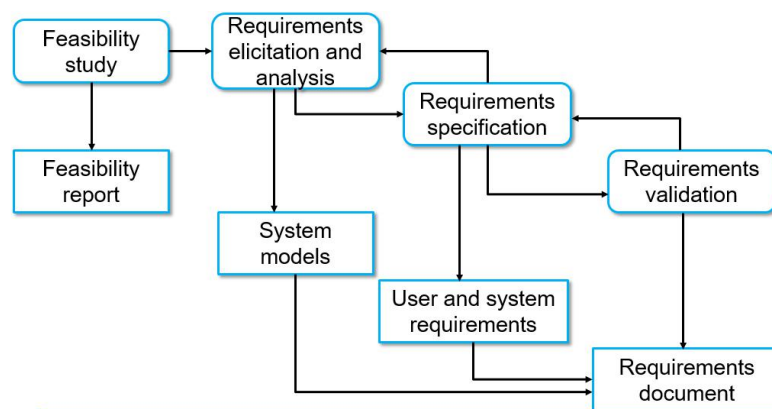 Feasibility
study
Requirements
elicitation and
analysis
Requirements
specification
Feasibility
report
Requirements
validation
System
models
User and system
requirements
Requirements
document